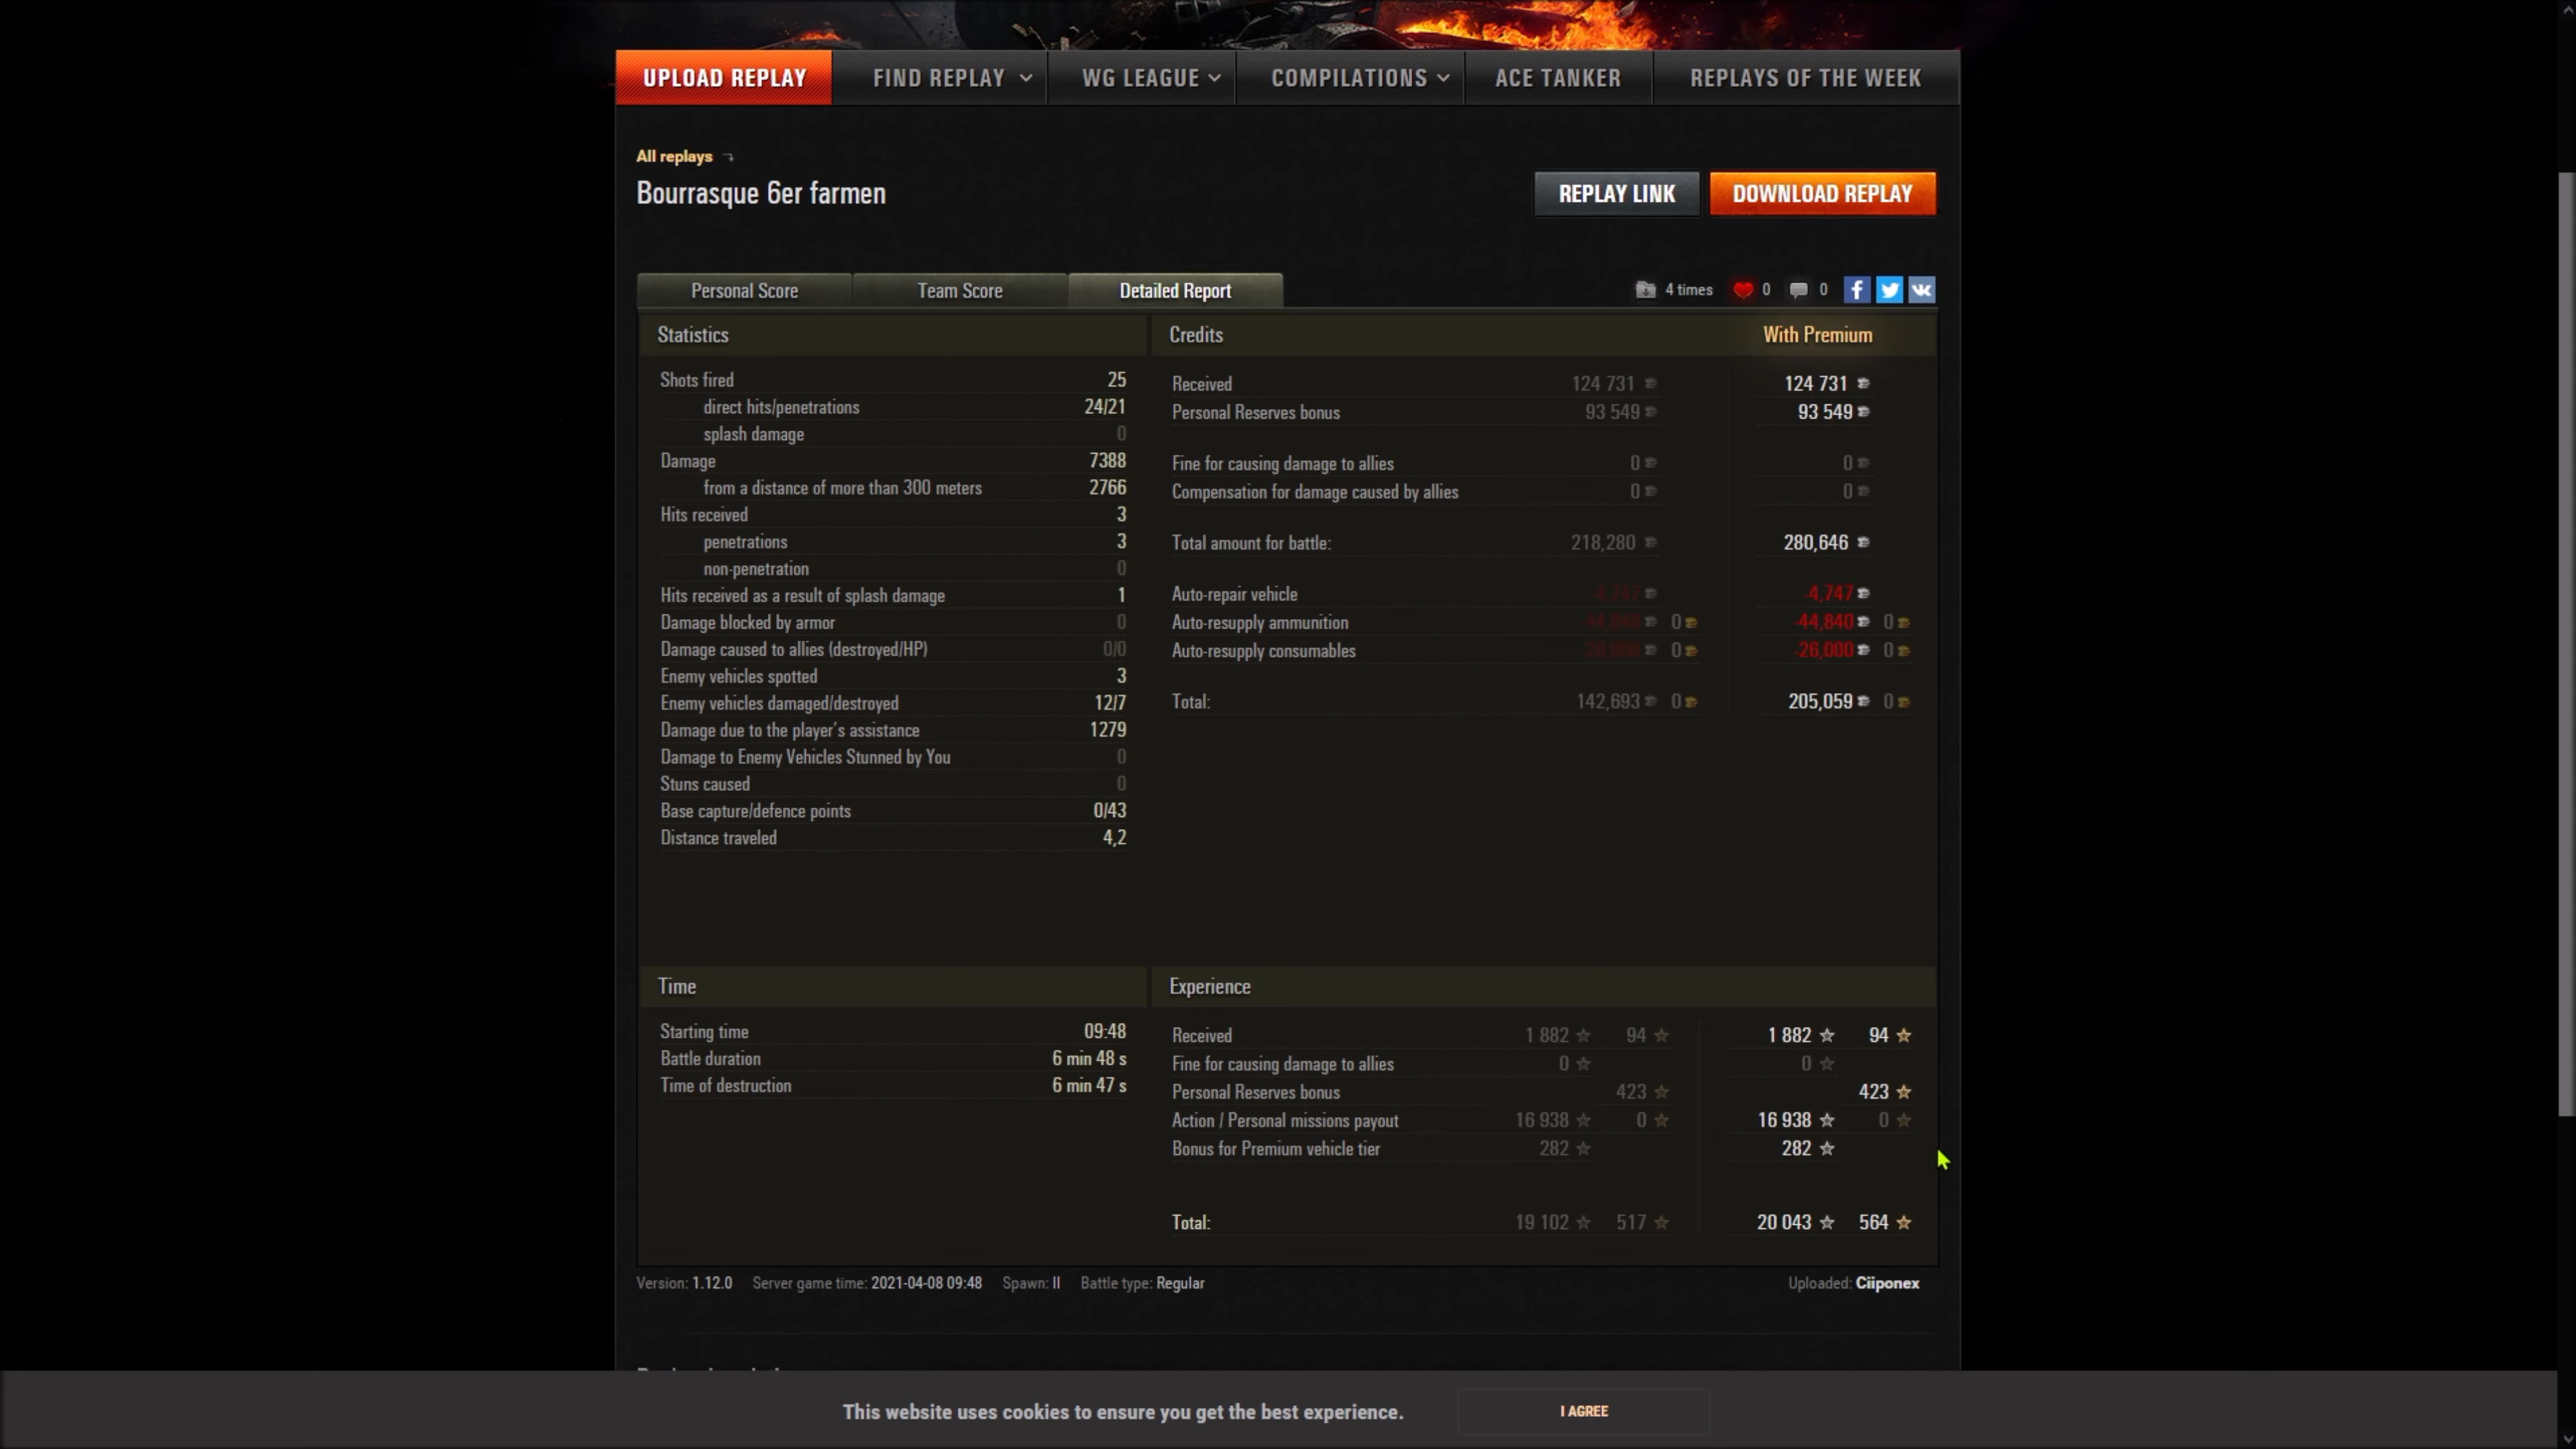 UPLOAD REPLAY FIND REPLAY WG LEAGUE COMPILATIONS ACE TANKER REPLAYS OF THE WEEK
All replays
Bourrasque 6er farmen
REPLAY LINK DOWNLOAD REPLAY
Personal Score Team Score Detailed Report 4 times 0 0
Statistics
Shots fired 25
direct hits/penetrations 24/21
splash damage 0
Damage 7388
from a distance of more than 300 meters 2766
Hits received 3
penetrations 3
non-penetration 0
Hits received as a result of splash damage 1
Damage blocked by armor 0
Damage caused to allies (destroyed/HP) 0/0
Enemy vehicles spotted 3
Enemy vehicles damaged/destroyed 12/7
Damage due to the player's assistance 1279
Damage to Enemy Vehicles Stunned by You 0
Stuns caused 0
Base capture/defence points 0/43
Distance traveled 4,2
Credits With Premium
Received 124 731 124 731
Personal Reserves bonus 93 549 93 549
Fine for causing damage to allies 0 0
Compensation for damage caused by allies 0 0
Total amount for battle: 218,280 280,646
Auto-repair vehicle -4,747 -4,747
Auto-resupply ammunition -44,840 0 -44,840 0
Auto-resupply consumables -26,000 0 -26,000 0
Total: 142,693 0 205,059 0
Time
Starting time 09:48
Battle duration 6 min 48 s
Time of destruction 6 min 47 s
Experience
Received 1 882 94 1 882 94
Fine for causing damage to allies 0 0
Personal Reserves bonus 423 423
Action / Personal missions payout 16 938 0 16 938 0
Bonus for Premium vehicle tier 282 282
Total: 19 102 517 20 043 564
Version: 1.12.0 Server game time: 2021-04-08 09:48 Spawn: II Battle type: Regular Uploaded: Ciiponex
This website uses cookies to ensure you get the best experience. I AGREE